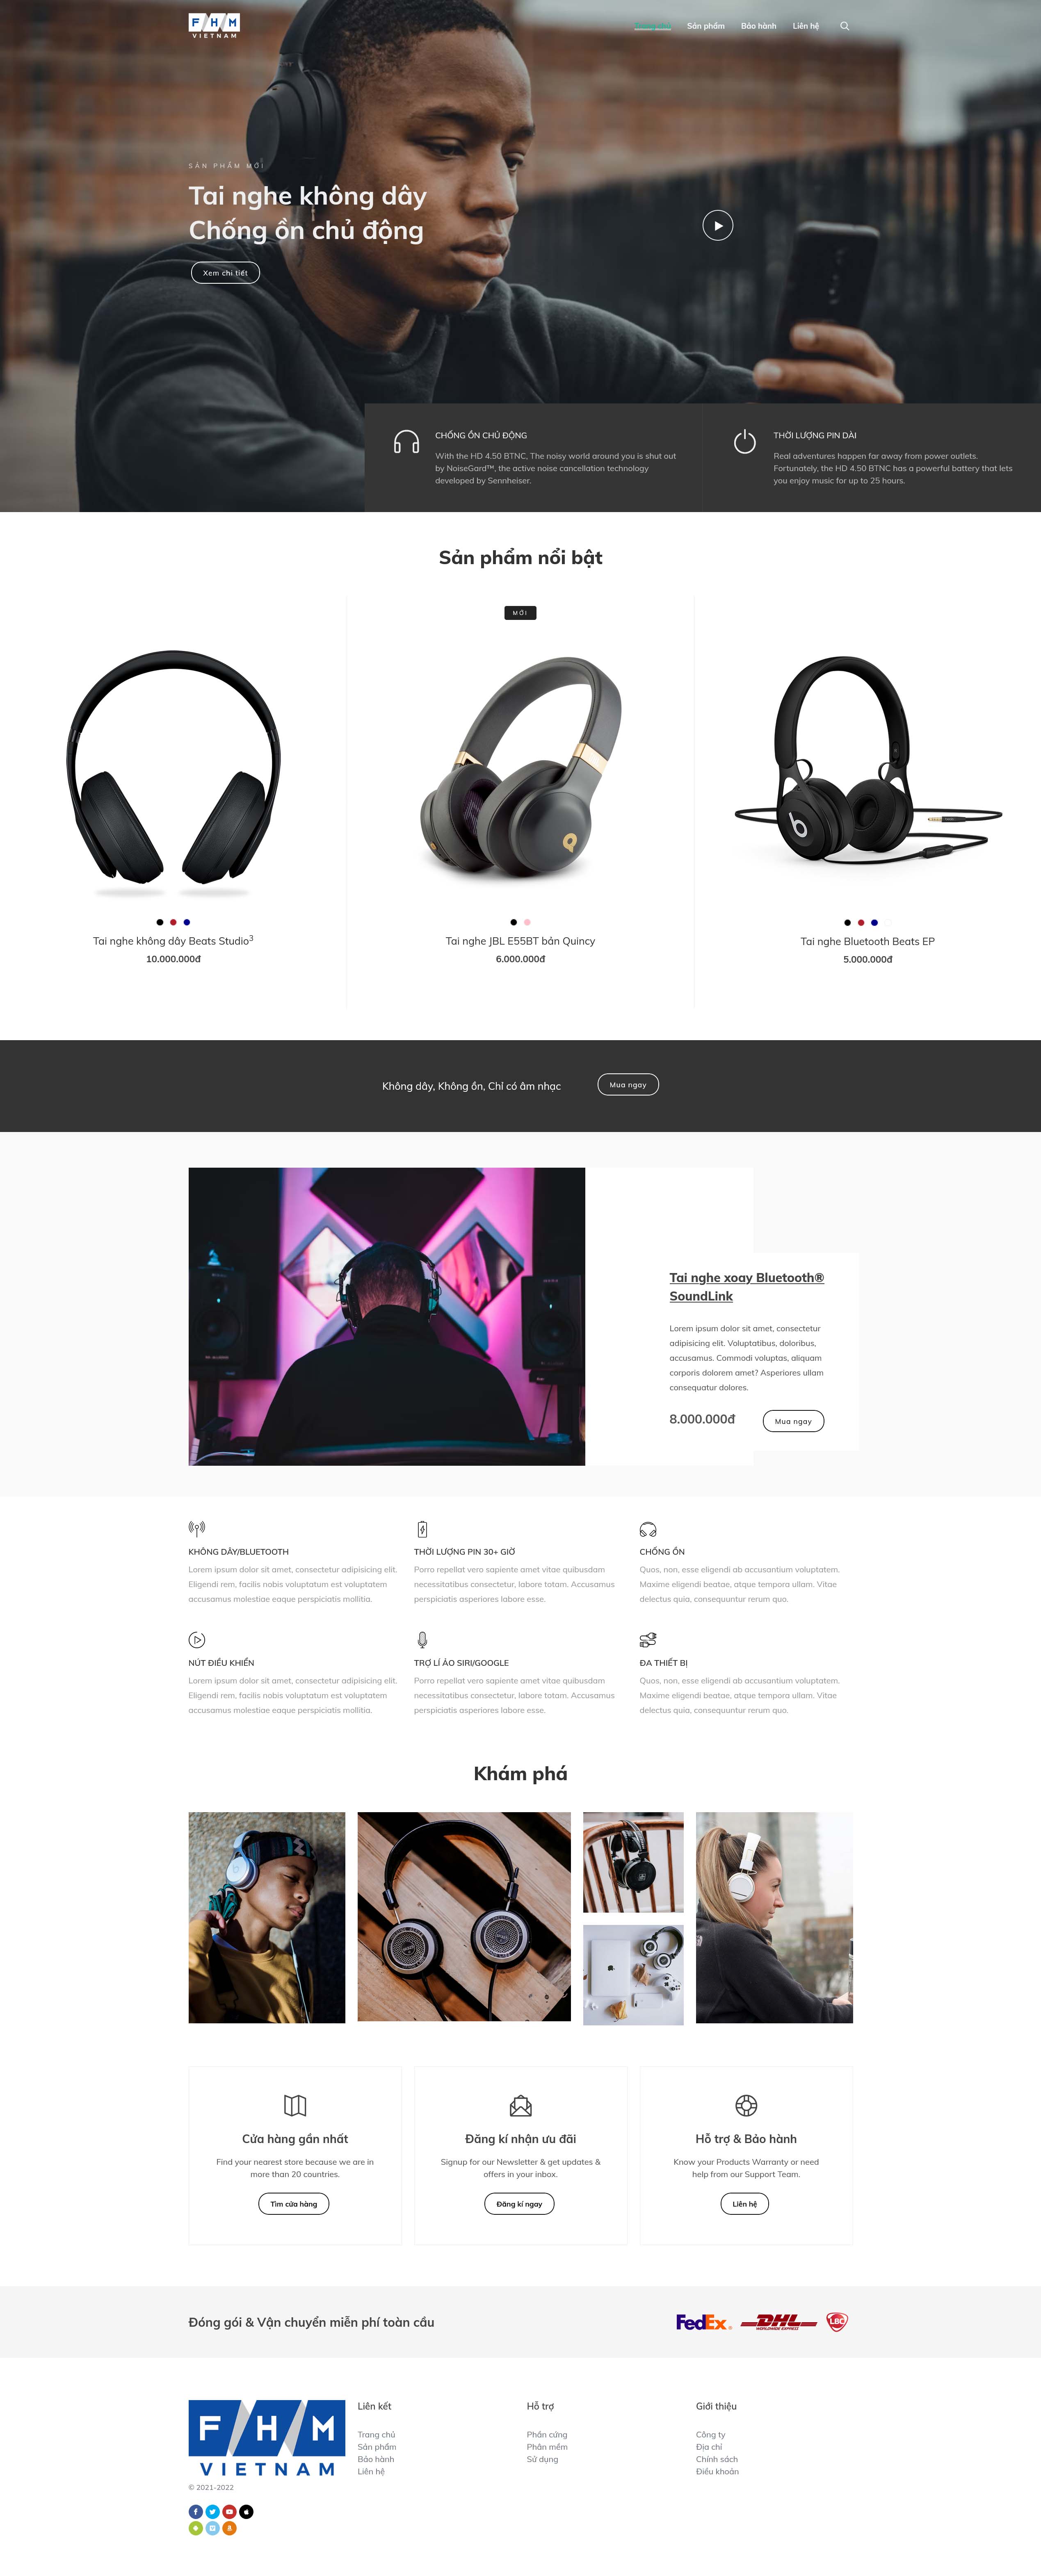 F H M
VIETNAM
Sản phẩm
Bảo hành
Liên hệ
SẢN PHẨM MỚI
Tai nghe không dây
Chống ồn chủ động
Xem chi tiết
CHỐNG ỒN CHỦ ĐỘNG
With the HD 4.50 BTNC, The noisy world around you is shut out
by NoiseGard™, the active noise cancellation technology
developed by Sennheiser.
THỜI LƯỢNG PIN DÀI
Real adventures happen far away from power outlets.
Fortunately, the HD 4.50 BTNC has a powerful battery that lets
you enjoy music for up to 25 hours.
Sản phẩm nổi bật
MỚI
Tai nghe không dây Beats Studio3
10.000.000đ
Tai nghe JBL E55BT bản Quincy
6.000.000đ
Tai nghe Bluetooth Beats EP
5.000.000đ
Không dây, Không ồn, Chỉ có âm nhạc
Mua ngay
Tai nghe xoay Bluetooth®
SoundLink
Lorem ipsum dolor sit amet, consectetur
adipisicing elit. Voluptatibus, doloribus,
accusamus. Commodi voluptas, aliquam
corporis dolorem amet? Asperiores ullam
consequatur dolores.
8.000.000đ
Mua ngay
KHÔNG DÂY/BLUETOOTH
Lorem ipsum dolor sit amet, consectetur adipisicing elit.
Eligendi rem, facilis nobis voluptatum est voluptatem
accusamus molestiae eaque perspiciatis mollitia.
THỜI LƯỢNG PIN 30+ GIỜ
Porro repellat vero sapiente amet vitae quibusdam
necessitatibus consectetur, labore totam. Accusamus
perspiciatis asperiores labore esse.
CHỐNG ỒN
Quos, non, esse eligendi ab accusantium voluptatem.
Maxime eligendi beatae, atque tempora ullam. Vitae
delectus quia, consequuntur rerum quo.
NÚT ĐIỀU KHIỂN
Lorem ipsum dolor sit amet, consectetur adipisicing elit.
Eligendi rem, facilis nobis voluptatum est voluptatem
accusamus molestiae eaque perspiciatis mollitia.
TRỢ LÍ ẢO SIRI/GOOGLE
Porro repellat vero sapiente amet vitae quibusdam
necessitatibus consectetur, labore totam. Accusamus
perspiciatis asperiores labore esse.
ĐA THIẾT BỊ
Quos, non, esse eligendi ab accusantium voluptatem.
Maxime eligendi beatae, atque tempora ullam. Vitae
delectus quia, consequuntur rerum quo.
Khám phá
Cửa hàng gần nhất
Find your nearest store because we are in
more than 20 countries.
Tìm cửa hàng
Đăng kí nhận ưu đãi
Signup for our Newsletter & get updates &
offers in your inbox.
Đăng kí ngay
Hỗ trợ & Bảo hành
Know your Products Warranty or need
help from our Support Team.
Liên hệ
Đóng gói & Vận chuyển miễn phí toàn cầu
FedEx
DHL
WORLDWIDE EXPRESS
LBC
F H M
VIETNAM
© 2021-2022
Liên kết
Trang chủ
Sản phẩm
Bảo hành
Liên hệ
Hỗ trợ
Phần cứng
Phần mềm
Sử dụng
Giới thiệu
Công ty
Địa chỉ
Chính sách
Điều khoản